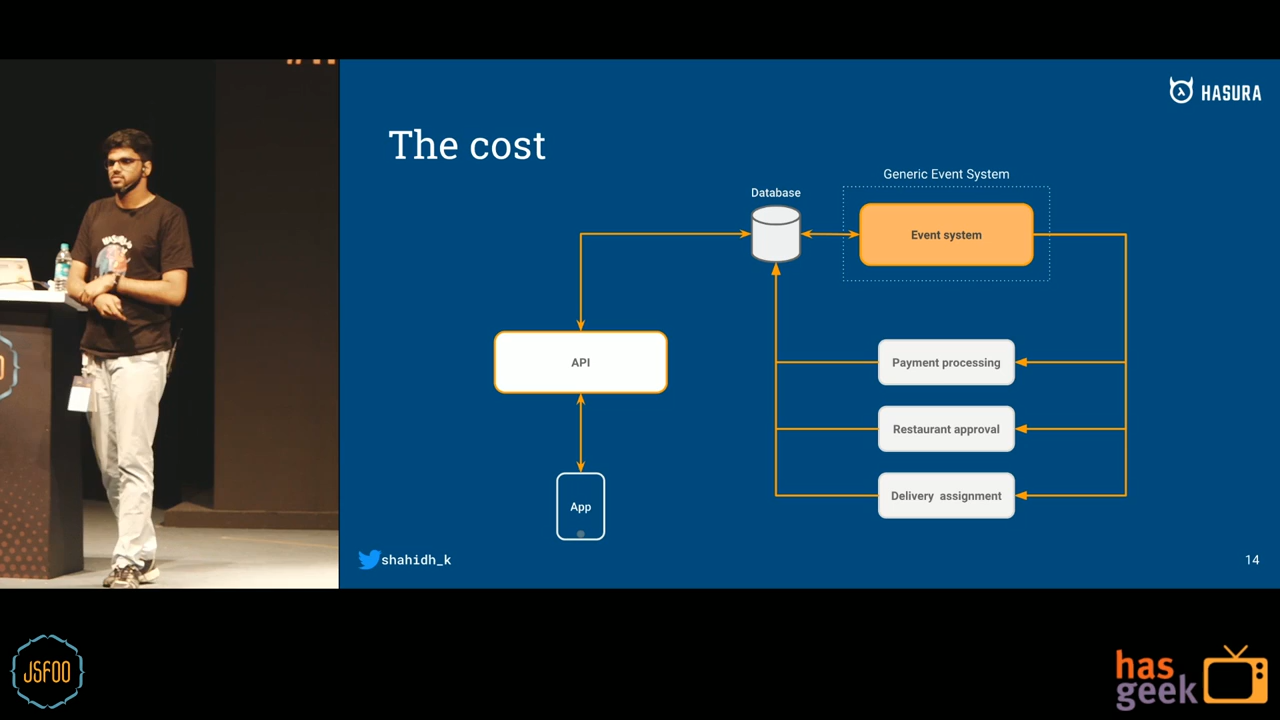 HASURA
The cost
Generic Event System
Database
Event system
API
Payment processing
Restaurant approval
Delivery assignment
App
shahidh_k
14
JSFOO
has
geek